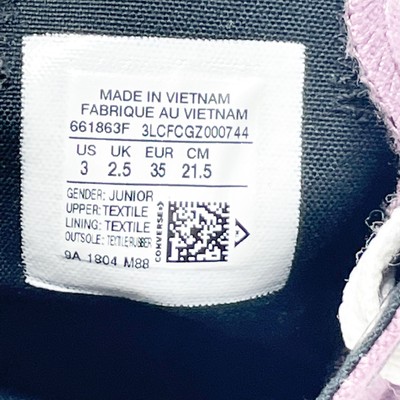 MADE IN VIETNAM
FABRIQUE AU VIETNAM
661863F 3LCFCGZ000744
US UK EUR CM
3 2.5 35 21.5
GENDER: JUNIOR
UPPER: TEXTILE
LINING: TEXTILE
OUTSOLE: TEXTILE RUBBER
9A 1804 M88
CONVERSE